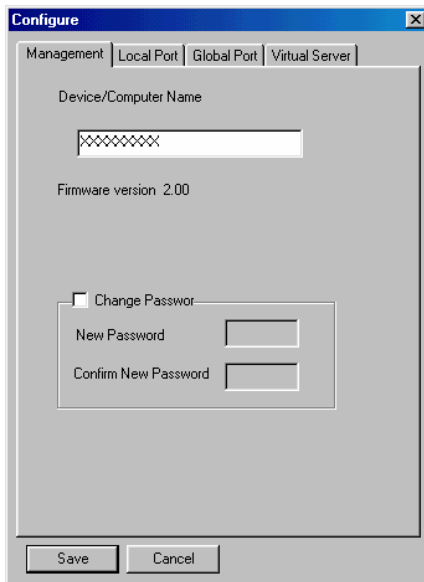 Configure
Management Local Port Global Port Virtual Server
Device/Computer Name
XXXXXXXXX
Firmware version 2.00
Change Passwor
New Password
Confirm New Password
Save Cancel